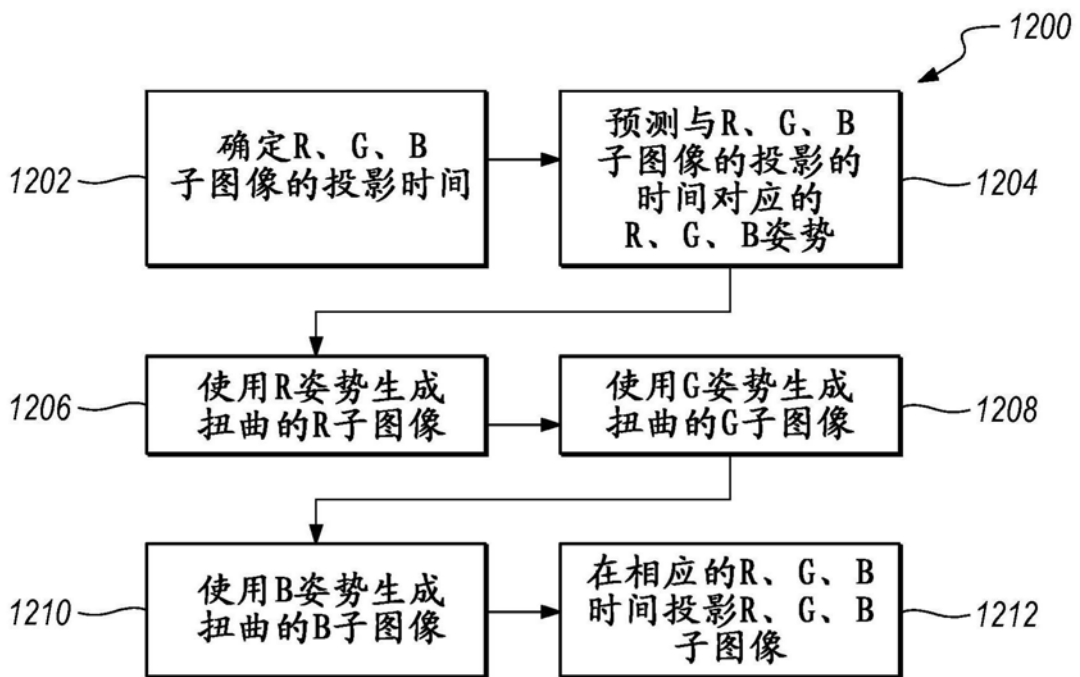 1200
1202
确定R、G、B
子图像的投影时间
预测与R、G、B
子图像的投影的
时间对应的
R、G、B姿势
1204
1206
使用R姿势生成
扭曲的R子图像
使用G姿势生成
扭曲的G子图像
1208
1210
使用B姿势生成
扭曲的B子图像
在相应的R、G、B
时间投影R、G、B
子图像
1212